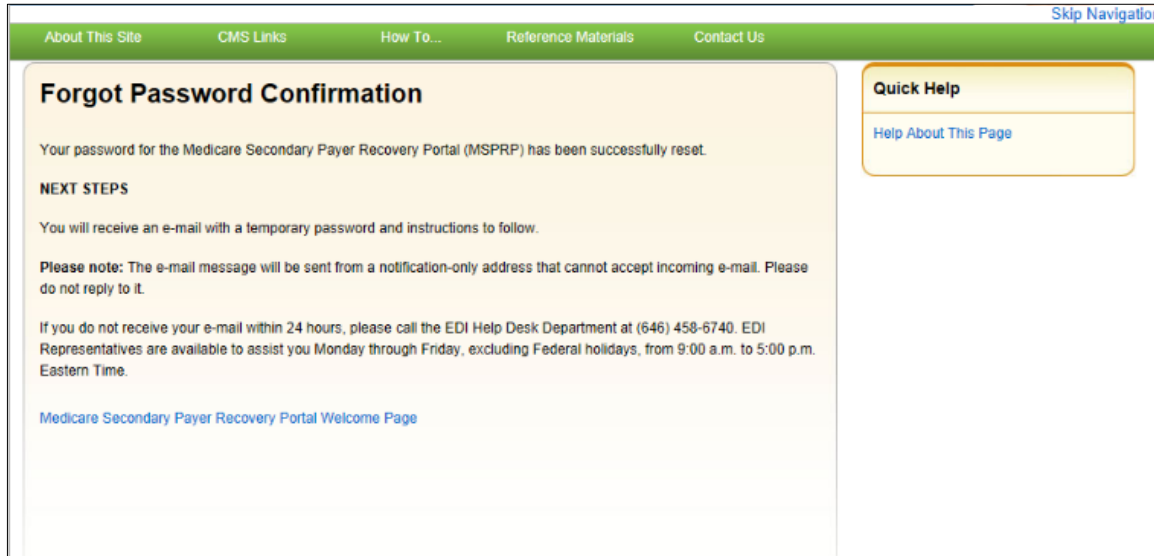 Skip Navigation
About This Site CMS Links How To... Reference Materials Contact Us
Forgot Password Confirmation
Your password for the Medicare Secondary Payer Recovery Portal (MSPRP) has been successfully reset.
NEXT STEPS
You will receive an e-mail with a temporary password and instructions to follow.
Please note: The e-mail message will be sent from a notification-only address that cannot accept incoming e-mail. Please
do not reply to it.
If you do not receive your e-mail within 24 hours, please call the EDI Help Desk Department at (646) 458-6740. EDI
Representatives are available to assist you Monday through Friday, excluding Federal holidays, from 9:00 a.m. to 5:00 p.m.
Eastern Time.
Medicare Secondary Payer Recovery Portal Welcome Page
Quick Help
Help About This Page